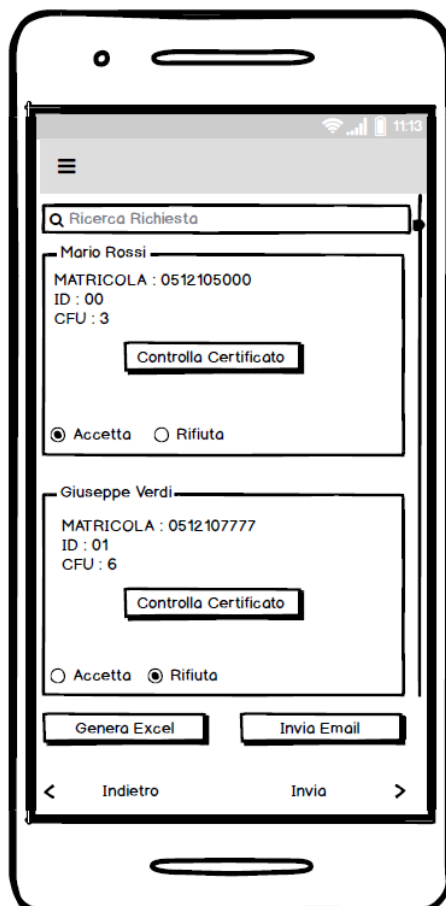 11:13
Ricerca Richiesta
Mario Rossi
MATRICOLA : 0512105000
ID : 00
CFU : 3
Controlla Certificato
Accetta Rifiuta
Giuseppe Verdi
MATRICOLA : 0512107777
ID : 01
CFU : 6
Controlla Certificato
Accetta Rifiuta
Genera Excel Invia Email
< Indietro Invia >